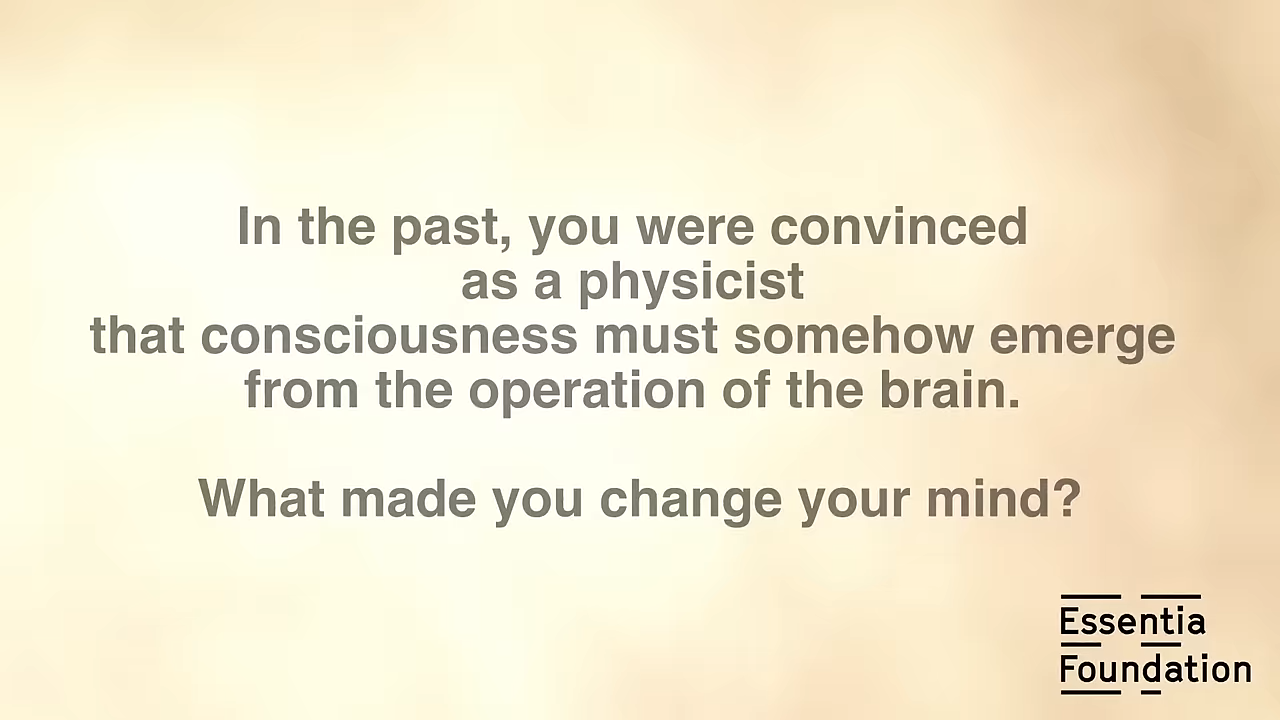 In the past, you were convinced
as a physicist
that consciousness must somehow emerge
from the operation of the brain.
What made you change your mind?
Essentia
Foundation